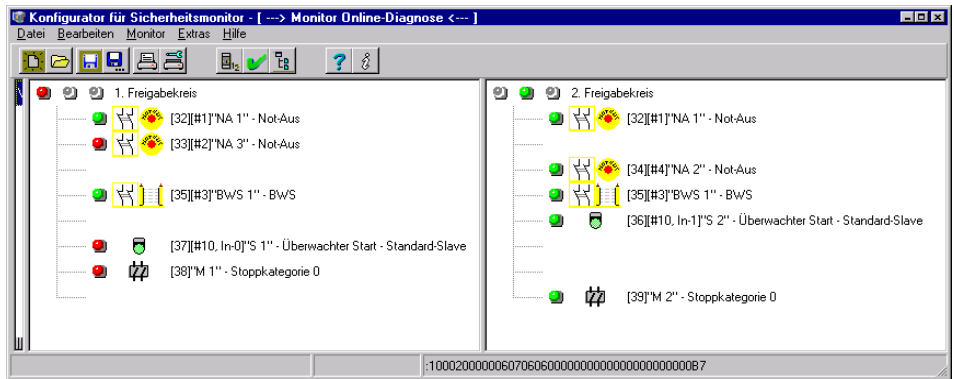 Konfigurator für Sicherheitsmonitor - [ ---> Monitor Online-Diagnose <--- ]
Datei Bearbeiten Monitor Extras Hilfe
1. Freigabekreis
[32][#1]"NA 1" - Not-Aus
[33][#2]"NA 3" - Not-Aus
[35][#3]"BWS 1" - BWS
[37][#10, In-0]"S 1" - Überwachter Start - Standard-Slave
[38]"M 1" - Stoppkategorie 0
2. Freigabekreis
[32][#1]"NA 1" - Not-Aus
[34][#4]"NA 2" - Not-Aus
[35][#3]"BWS 1" - BWS
[36][#10, In-1]"S 2" - Überwachter Start - Standard-Slave
[39]"M 2" - Stoppkategorie 0